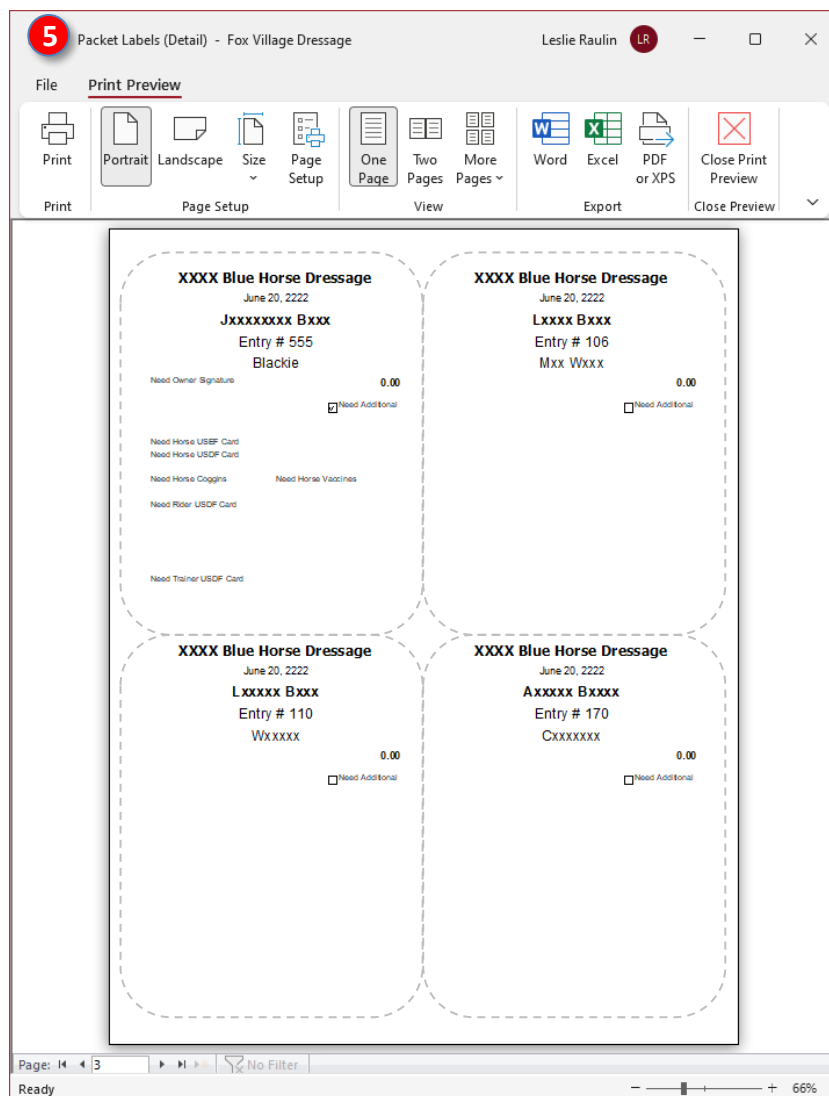 5 Packet Labels (Detail) - Fox Village Dressage Leslie Raulin LR
File Print Preview
Print Portrait Landscape Size Page Setup One Page Two Pages More Pages Word Excel PDF or XPS Close Print Preview
Print Page Setup View Export Close Preview
XXXX Blue Horse Dressage
June 20, 2222
Jxxxxxxxx Bxxx
Entry # 555
Blackie
Need Owner Signature 0.00
Need Additional
Need Horse USEF Card
Need Horse USDF Card
Need Horse Coggins Need Horse Vaccines
Need Rider USDF Card
Need Trainer USDF Card
XXXX Blue Horse Dressage
June 20, 2222
Lxxxx Bxxx
Entry # 106
Mxx Wxxx
0.00
Need Additional
XXXX Blue Horse Dressage
June 20, 2222
Lxxxxx Bxxx
Entry # 110
Wxxxxx
0.00
Need Additional
XXXX Blue Horse Dressage
June 20, 2222
Axxxxx Bxxxx
Entry # 170
Cxxxxxxx
0.00
Need Additional
Page: 3 No Filter
Ready 66%